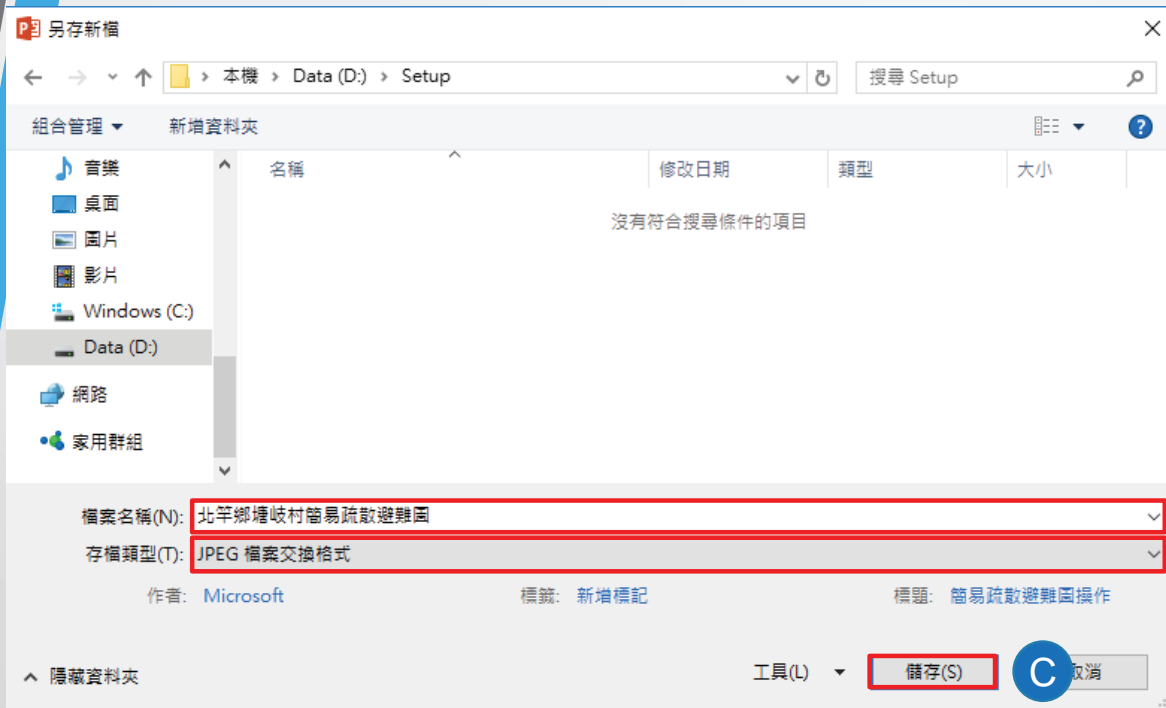 另存新檔
本機 › Data (D:) › Setup
搜尋 Setup
組合管理
新增資料夾
音樂
桌面
圖片
影片
Windows (C:)
Data (D:)
網路
家用群組
名稱 修改日期 類型 大小
沒有符合搜尋條件的項目
檔案名稱(N): 北竿鄉塘岐村簡易疏散避難圖
存檔類型(T): JPEG 檔案交換格式
作者: Microsoft 標籤: 新增標記 標題: 簡易疏散避難圖操作
隱藏資料夾 工具(L) 儲存(S) C 取消